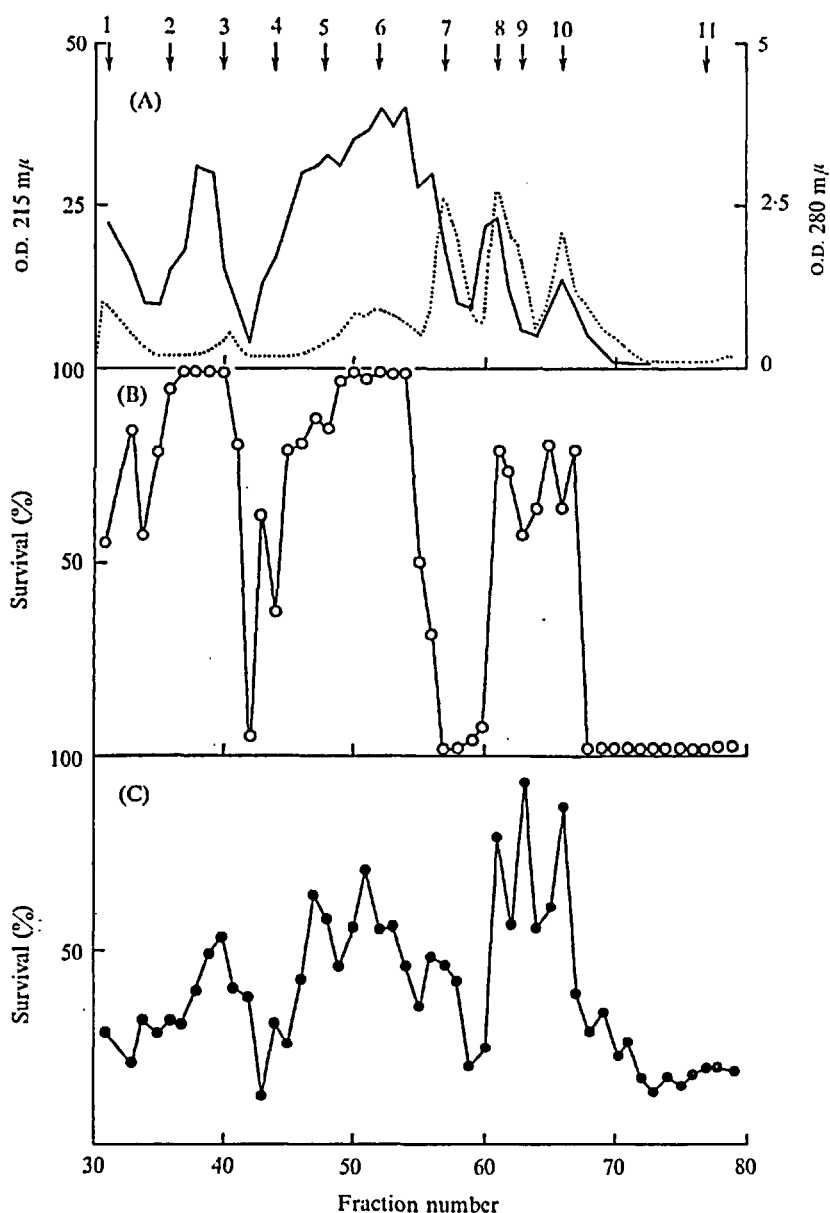 1 2 3 4 5 6 7 8 9 10 11
50 5
(A)
O.D. 215 mμ
25
2·5
O.D. 280 mμ
0
100
(B)
Survival (%)
50
100
(C)
Survival (%)
50
30 40 50 60 70 80
Fraction number